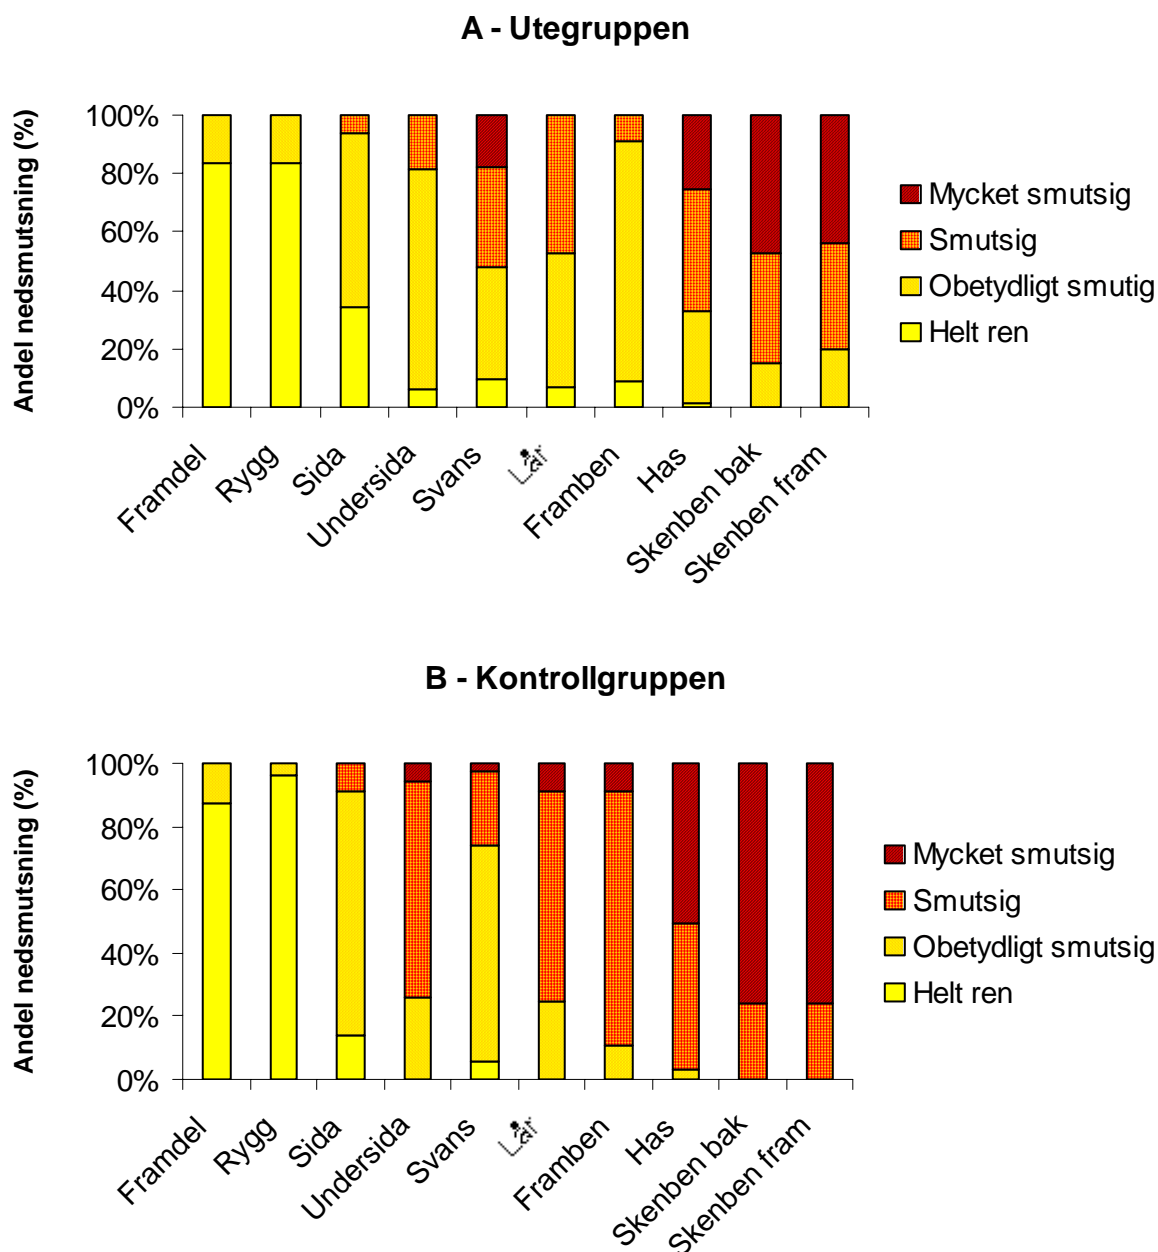 A - Utegruppen
Andel nedsmutsning (%)
100%
80%
60%
40%
20%
0%
Framdel
Rygg
Sida
Undersida
Svans
Lår
Framben
Has
Skenben bak
Skenben fram
Mycket smutsig
Smutsig
Obetydligt smutig
Helt ren
B - Kontrollgruppen
Andel nedsmutsning (%)
100%
80%
60%
40%
20%
0%
Framdel
Rygg
Sida
Undersida
Svans
Lår
Framben
Has
Skenben bak
Skenben fram
Mycket smutsig
Smutsig
Obetydligt smutsig
Helt ren